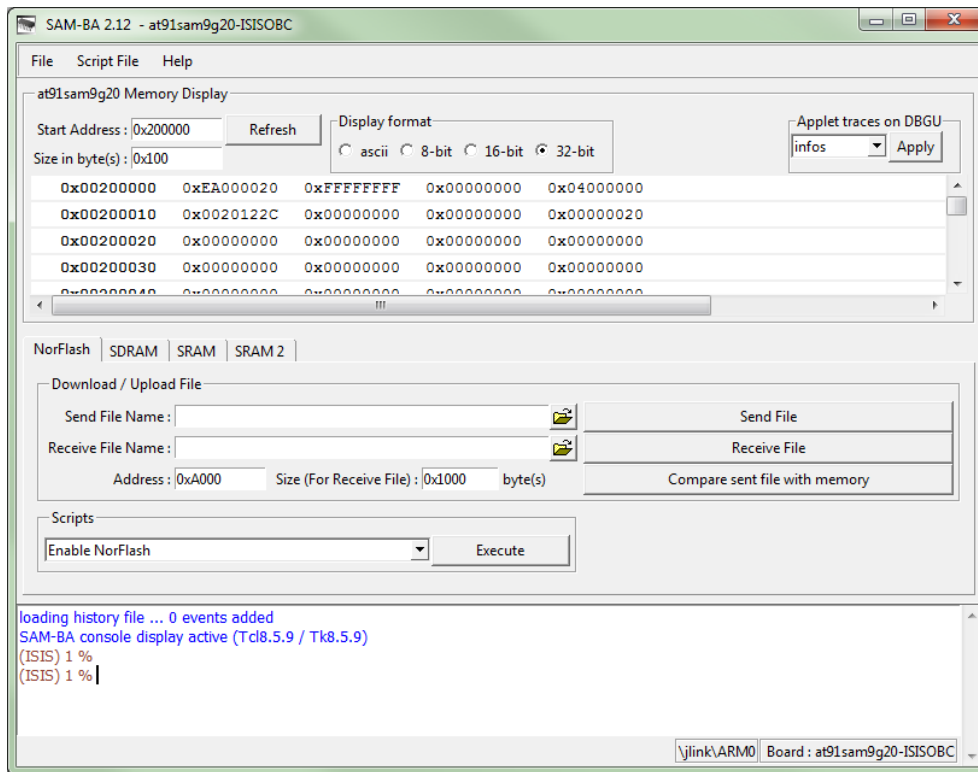 SAM-BA 2.12 - at91sam9g20-ISISOBC
File Script File Help
at91sam9g20 Memory Display
Start Address : 0x200000 Refresh
Size in byte(s) : 0x100
Display format
ascii 8-bit 16-bit 32-bit
Applet traces on DBGU
infos Apply
0x00200000 0xEA000020 0xFFFFFFFF 0x00000000 0x04000000
0x00200010 0x0020122C 0x00000000 0x00000000 0x00000020
0x00200020 0x00000000 0x00000000 0x00000000 0x00000000
0x00200030 0x00000000 0x00000000 0x00000000 0x00000000
0x00200040 0x00000000 0x00000000 0x00000000 0x00000000
NorFlash SDRAM SRAM SRAM 2
Download / Upload File
Send File Name : Send File
Receive File Name : Receive File
Address : 0xA000 Size (For Receive File) : 0x1000 byte(s) Compare sent file with memory
Scripts
Enable NorFlash Execute
loading history file ... 0 events added
SAM-BA console display active (Tcl8.5.9 / Tk8.5.9)
(ISIS) 1 %
(ISIS) 1 %
\jlink\ARM0 Board : at91sam9g20-ISISOBC